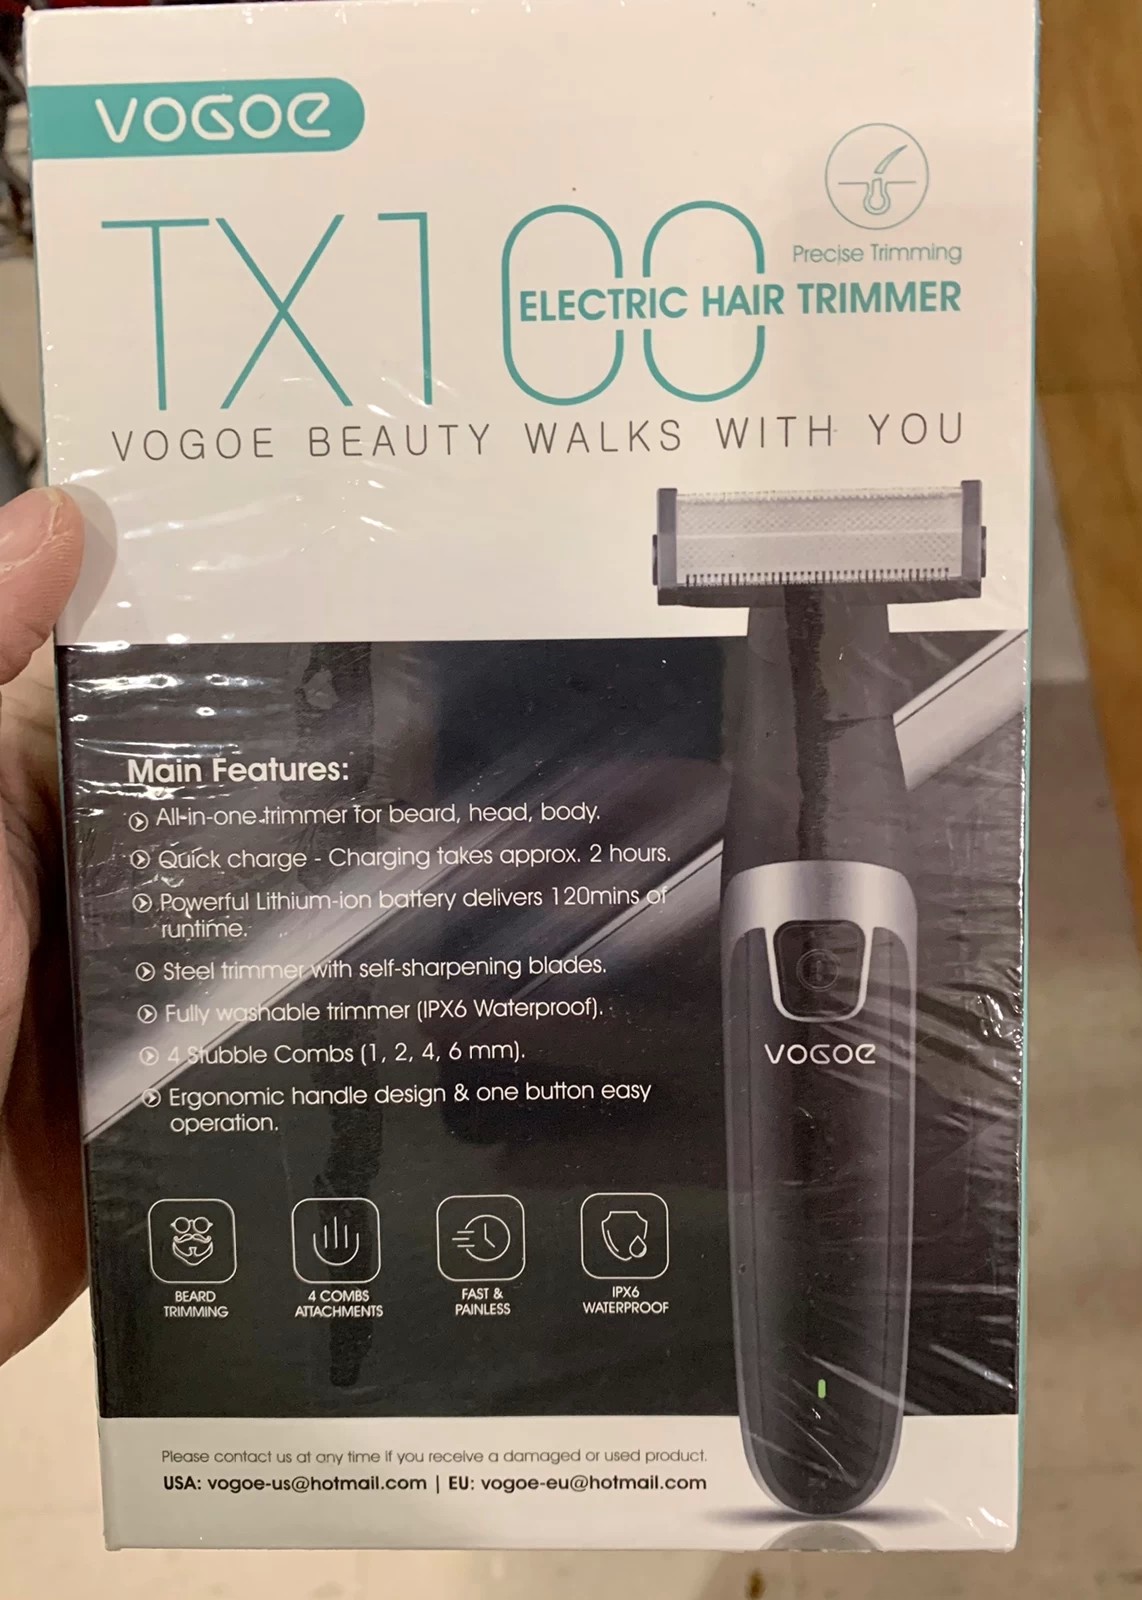 VOGOE
TX100
Precise Trimming
ELECTRIC HAIR TRIMMER
VOGOE BEAUTY WALKS WITH YOU
Main Features:
All-in-one trimmer for beard, head, body.
Quick charge - Charging takes approx. 2 hours.
Powerful Lithium-ion battery delivers 120mins of
runtime.
Steel trimmer with self-sharpening blades.
Fully washable trimmer (IPX6 Waterproof).
4 Stubble Combs (1, 2, 4, 6 mm).
Ergonomic handle design & one button easy
operation.
VOGOE
BEARD
TRIMMING
4 COMBS
ATTACHMENTS
FAST &
PAINLESS
IPX6
WATERPROOF
Please contact us at any time if you receive a damaged or used product.
USA: vogoe-us@hotmail.com | EU: vogoe-eu@hotmail.com